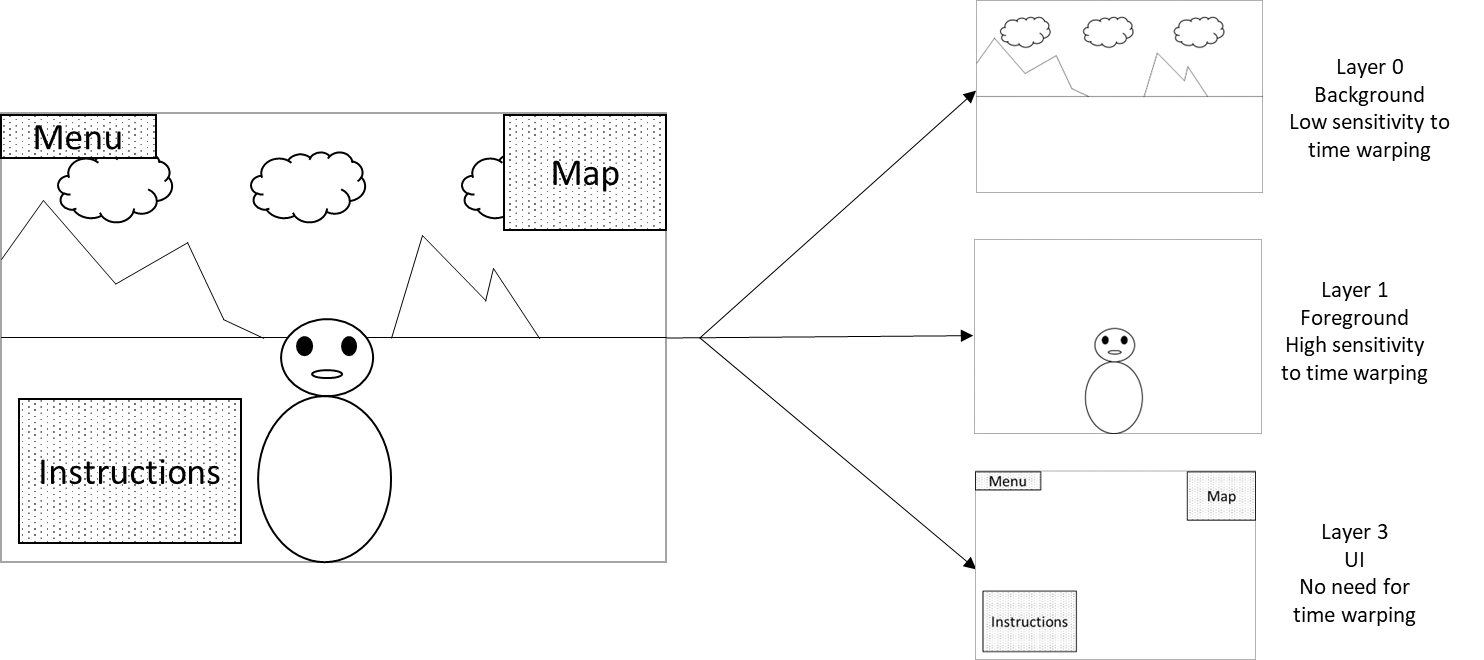 Menu
Map
Instructions
Layer 0
Background
Low sensitivity to
time warping
Layer 1
Foreground
High sensitivity
to time warping
Menu
Map
Instructions
Layer 3
UI
No need for
time warping